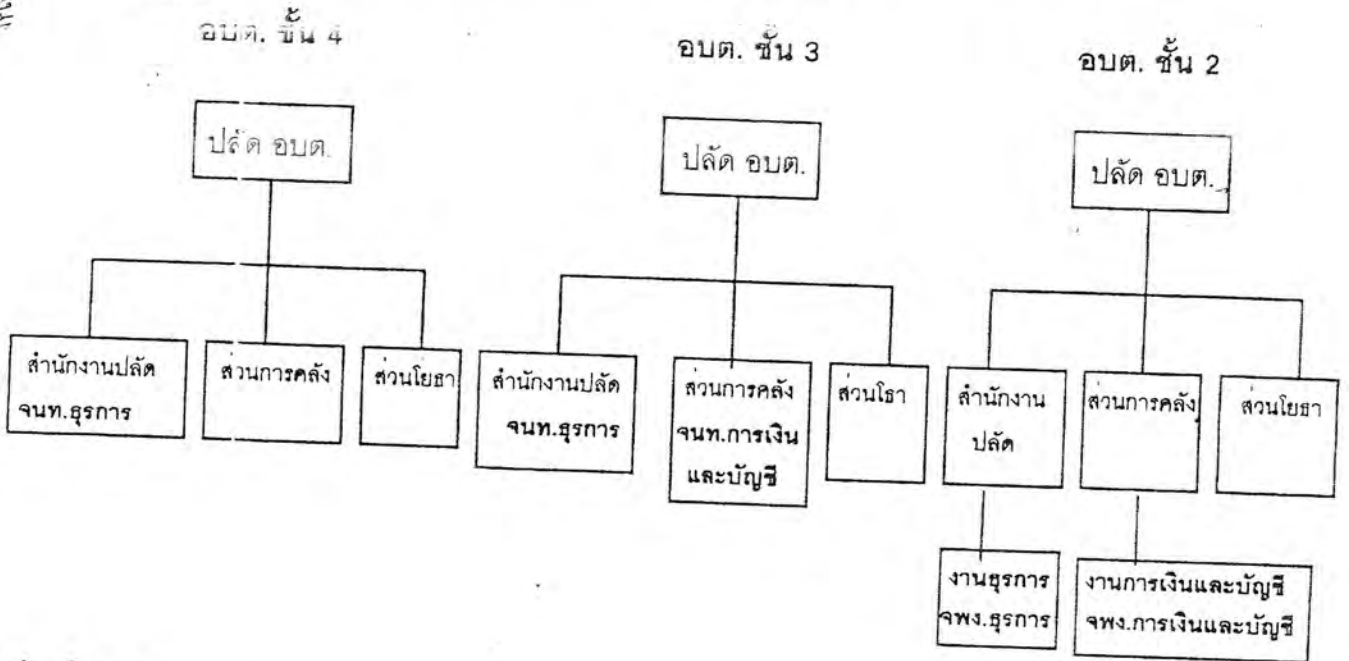 อบต. ชั้น 4
อบต. ชั้น 3
อบต. ชั้น 2
ปลัด อบต.
ปลัด อบต.
ปลัด อบต.
สำนักงานปลัด
จนท.ธุรการ
ส่วนการคลัง
ส่วนโยธา
สำนักงานปลัด
จนท.ธุรการ
ส่วนการคลัง
จนท.การเงิน
และบัญชี
ส่วนโธา
สำนักงาน
ปลัด
ส่วนการคลัง
ส่วนโยธา
งานธุรการ
จพง.ธุรการ
งานการเงินและบัญชี
จพง.การเงินและบัญชี